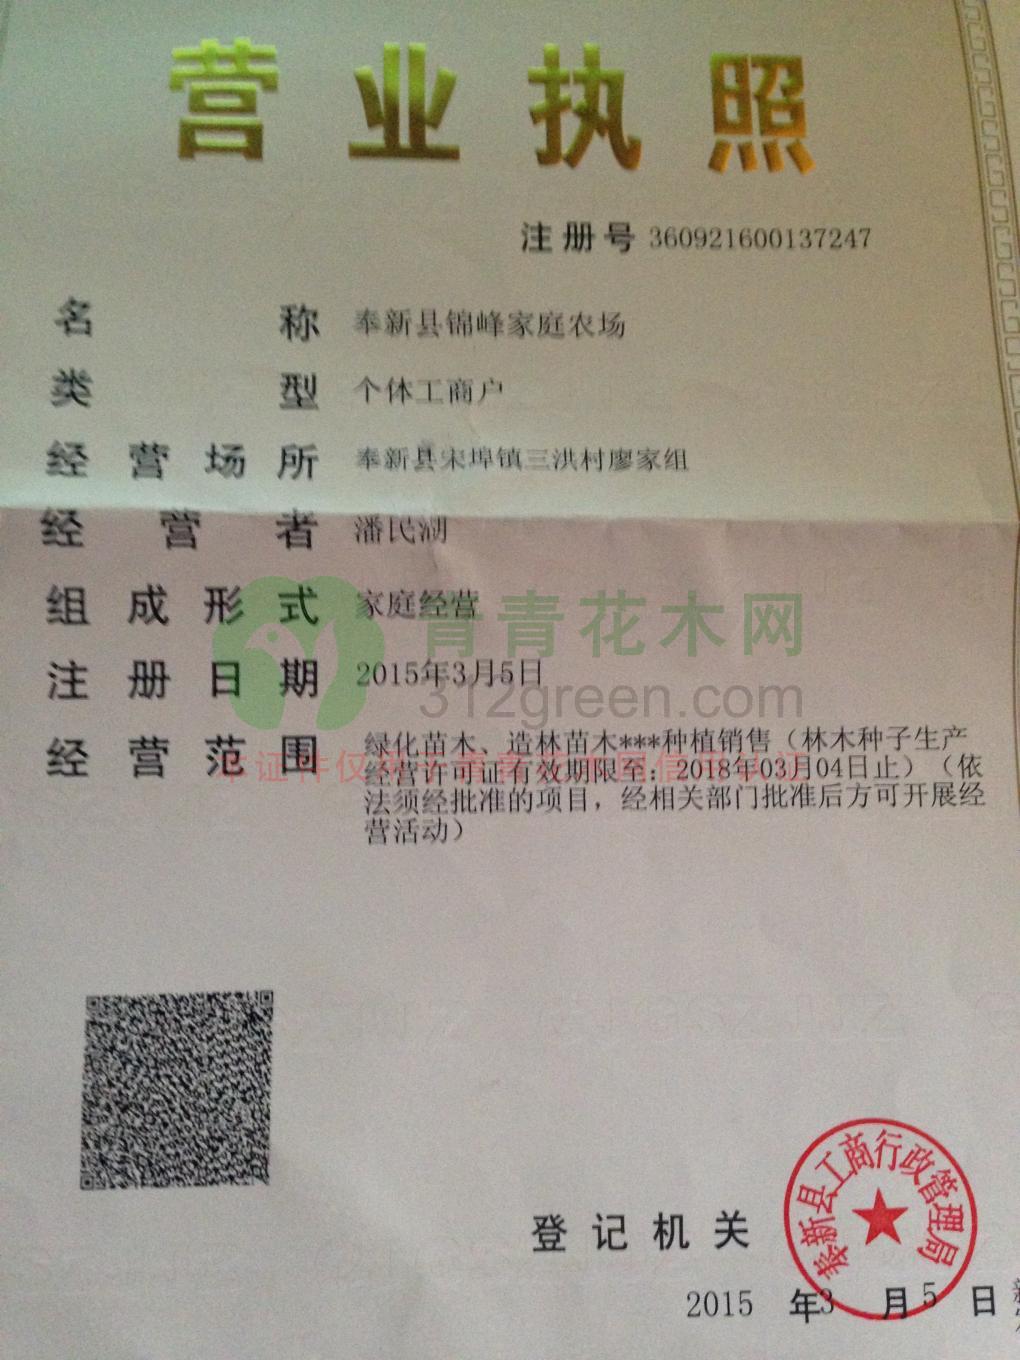 营业执照
注册号 360921600137247
名称 奉新县锦峰家庭农场
类型 个体工商户
经营场所 奉新县宋埠镇三洪村廖家组
经营者 潘民湖
组成形式 家庭经营
注册日期 2015年3月5日
经营范围 绿化苗木、造林苗木***种植销售（林木种子生产
经营许可证有效期限至：2018年03月04日止）（依
法须经批准的项目，经相关部门批准后方可开展经
营活动）
青青花木网
312green.com
本证件仅用于青青花木网信用认证
奉新县工商行政管理局
登记机关
2015 年3 月5 日